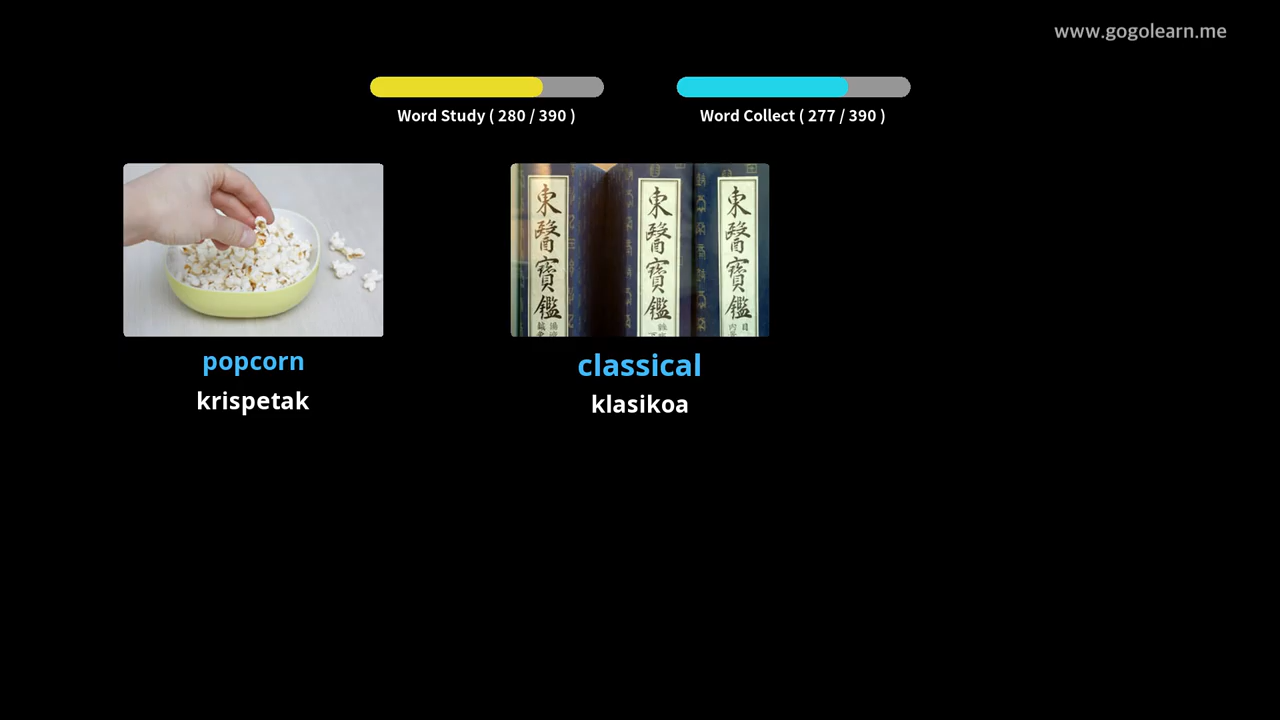 www.gogolearn.me
Word Study ( 280 / 390 )
Word Collect ( 277 / 390 )
東醫寶鑑
東醫寶鑑
東醫寶鑑
popcorn
krispetak
classical
klasikoa